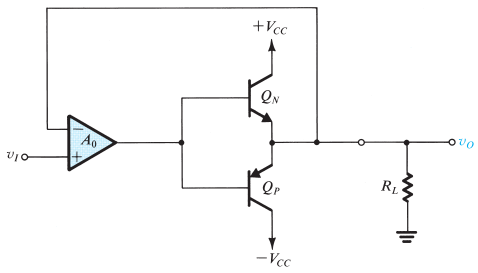 +V_CC
Q_N
−
A_0
+
v_I
v_O
Q_P
R_L
−V_CC